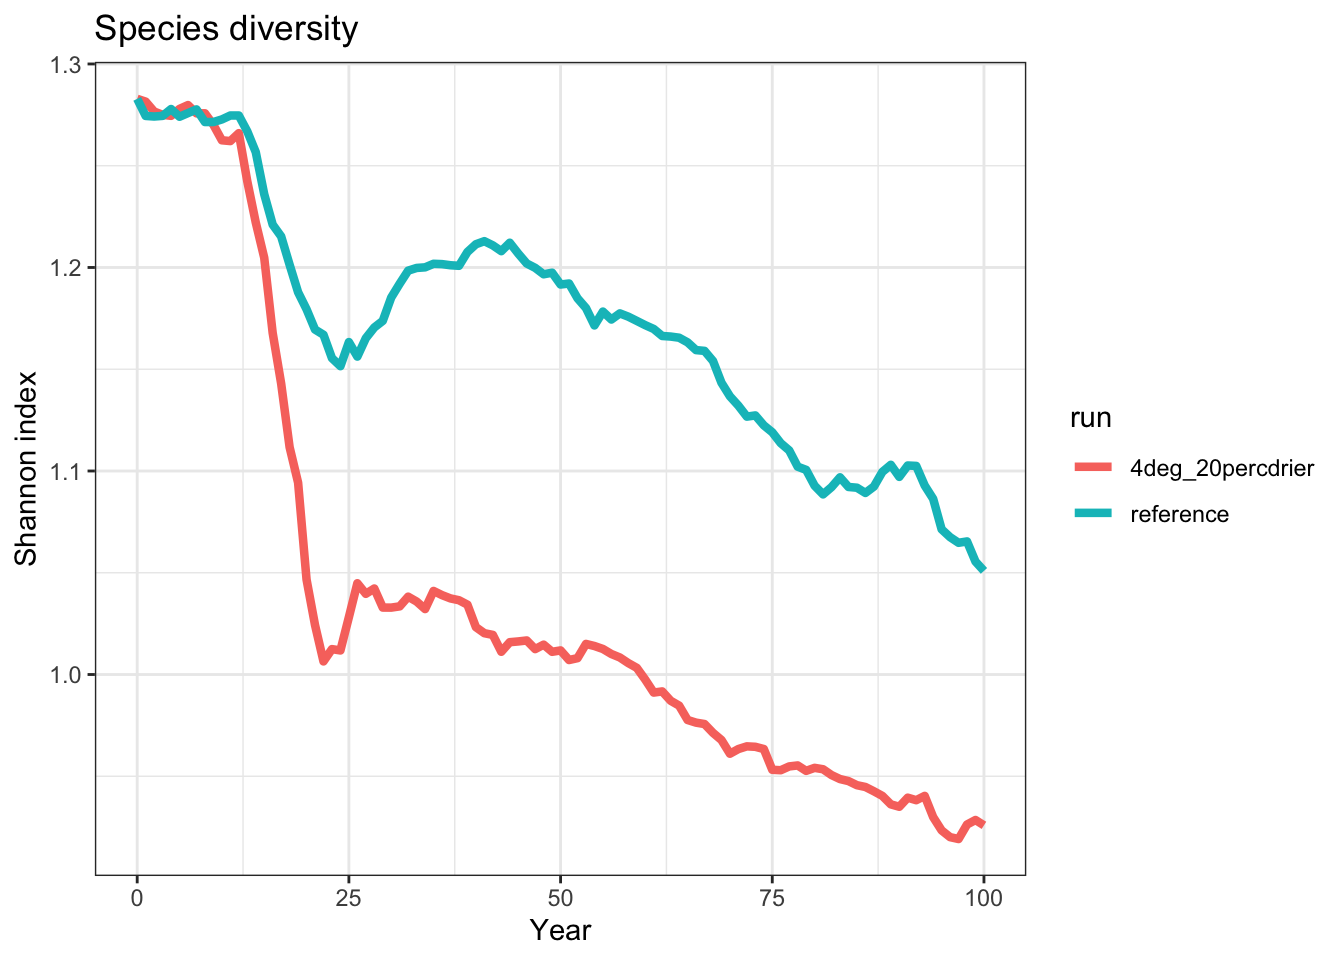 Species diversity
1.3
1.2
1.1
1.0
Shannon index
0 25 50 75 100
Year
run
4deg_20percdrier
reference